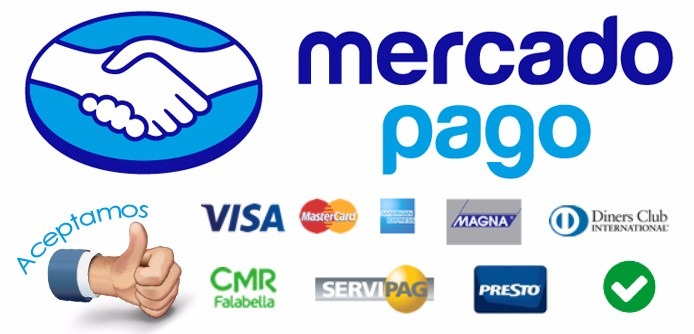 mercado
pago
Aceptamos
VISA
MasterCard
AMERICAN
EXPRESS
MAGNA
Diners Club
INTERNATIONAL
CMR
Falabella
SERVIPAG
PRESTO